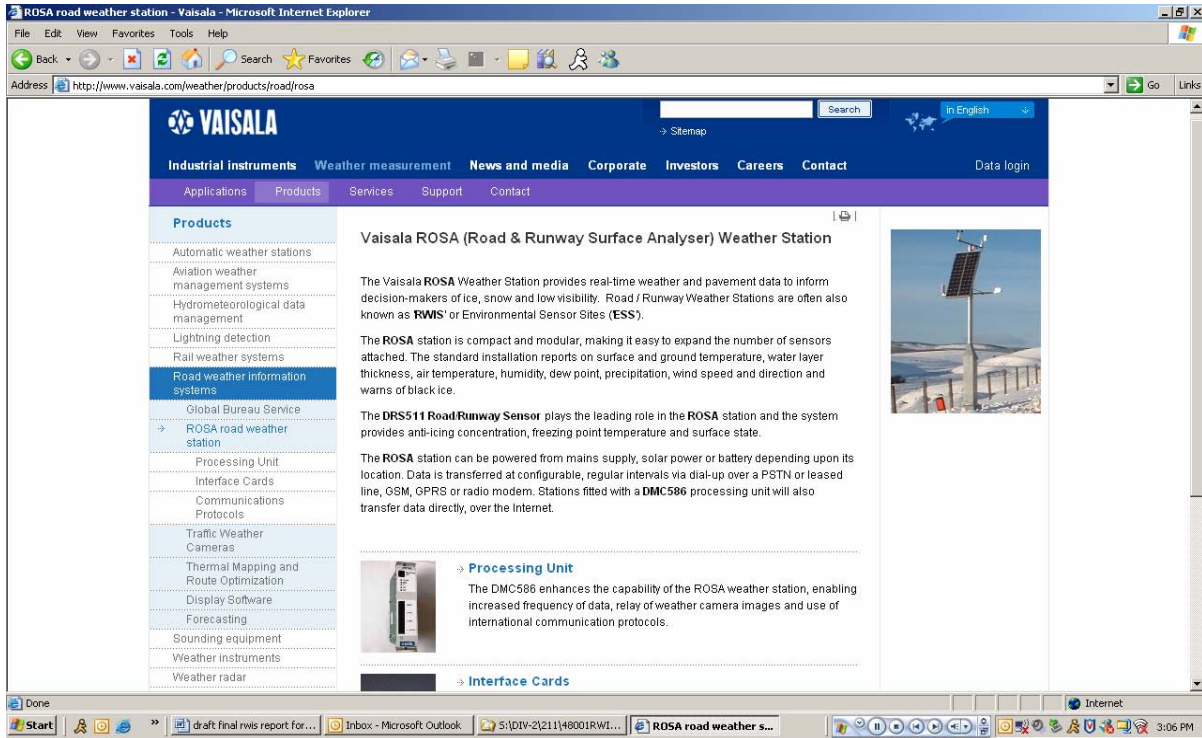 ROSA road weather station - Vaisala - Microsoft Internet Explorer
File Edit View Favorites Tools Help
Back Search Favorites
Address http://www.vaisala.com/weather/products/road/rosa Go Links
VAISALA
Search
in English
→ Sitemap
Industrial instruments Weather measurement News and media Corporate Investors Careers Contact Data login
Applications Products Services Support Contact
Products
Automatic weather stations
Aviation weather
management systems
Hydrometeorological data
management
Lightning detection
Rail weather systems
Road weather information
systems
Global Bureau Service
→ ROSA road weather
station
Processing Unit
Interface Cards
Communications
Protocols
Traffic Weather
Cameras
Thermal Mapping and
Route Optimization
Display Software
Forecasting
Sounding equipment
Weather instruments
Weather radar
Vaisala ROSA (Road & Runway Surface Analyser) Weather Station
The Vaisala ROSA Weather Station provides real-time weather and pavement data to inform
decision-makers of ice, snow and low visibility. Road / Runway Weather Stations are often also
known as 'RWIS' or Environmental Sensor Sites ('ESS').
The ROSA station is compact and modular, making it easy to expand the number of sensors
attached. The standard installation reports on surface and ground temperature, water layer
thickness, air temperature, humidity, dew point, precipitation, wind speed and direction and
warns of black ice.
The DRS511 Road/Runway Sensor plays the leading role in the ROSA station and the system
provides anti-icing concentration, freezing point temperature and surface state.
The ROSA station can be powered from mains supply, solar power or battery depending upon its
location. Data is transferred at configurable, regular intervals via dial-up over a PSTN or leased
line, GSM, GPRS or radio modem. Stations fitted with a DMC586 processing unit will also
transfer data directly, over the Internet.
→ Processing Unit
The DMC586 enhances the capability of the ROSA weather station, enabling
increased frequency of data, relay of weather camera images and use of
international communication protocols.
→ Interface Cards
Done Internet
Start draft final rwis report for... Inbox - Microsoft Outlook S:\DIV-2\211\48001RWI... ROSA road weather s... 3:06 PM